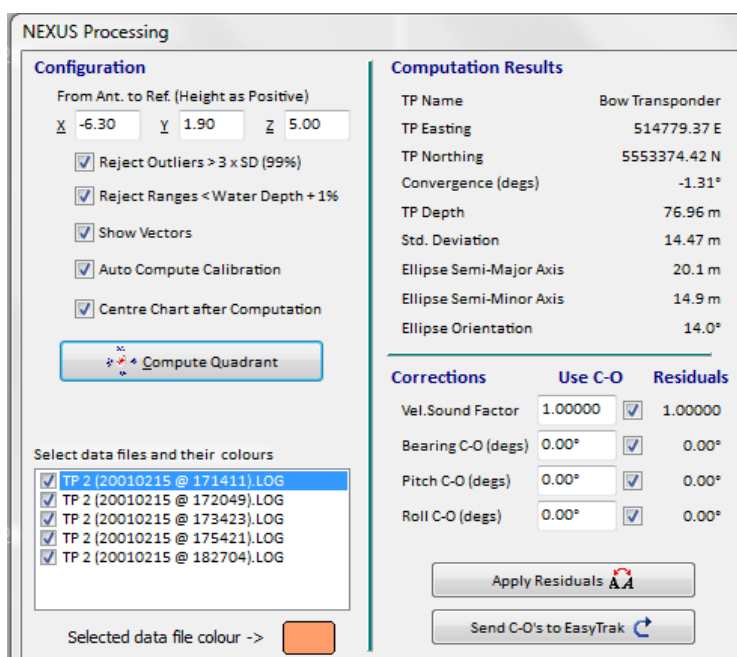 NEXUS Processing
Configuration
From Ant. to Ref. (Height as Positive)
X -6.30 Y 1.90 Z 5.00
Reject Outliers > 3 x SD (99%)
Reject Ranges < Water Depth + 1%
Show Vectors
Auto Compute Calibration
Centre Chart after Computation
Compute Quadrant
Select data files and their colours
TP 2 (20010215 @ 171411).LOG
TP 2 (20010215 @ 172049).LOG
TP 2 (20010215 @ 173423).LOG
TP 2 (20010215 @ 175421).LOG
TP 2 (20010215 @ 182704).LOG
Selected data file colour ->
Computation Results
TP Name Bow Transponder
TP Easting 514779.37 E
TP Northing 5553374.42 N
Convergence (degs) -1.31°
TP Depth 76.96 m
Std. Deviation 14.47 m
Ellipse Semi-Major Axis 20.1 m
Ellipse Semi-Minor Axis 14.9 m
Ellipse Orientation 14.0°
Corrections Use C-O Residuals
Vel.Sound Factor 1.00000 1.00000
Bearing C-O (degs) 0.00° 0.00°
Pitch C-O (degs) 0.00° 0.00°
Roll C-O (degs) 0.00° 0.00°
Apply Residuals A A
Send C-O's to EasyTrak